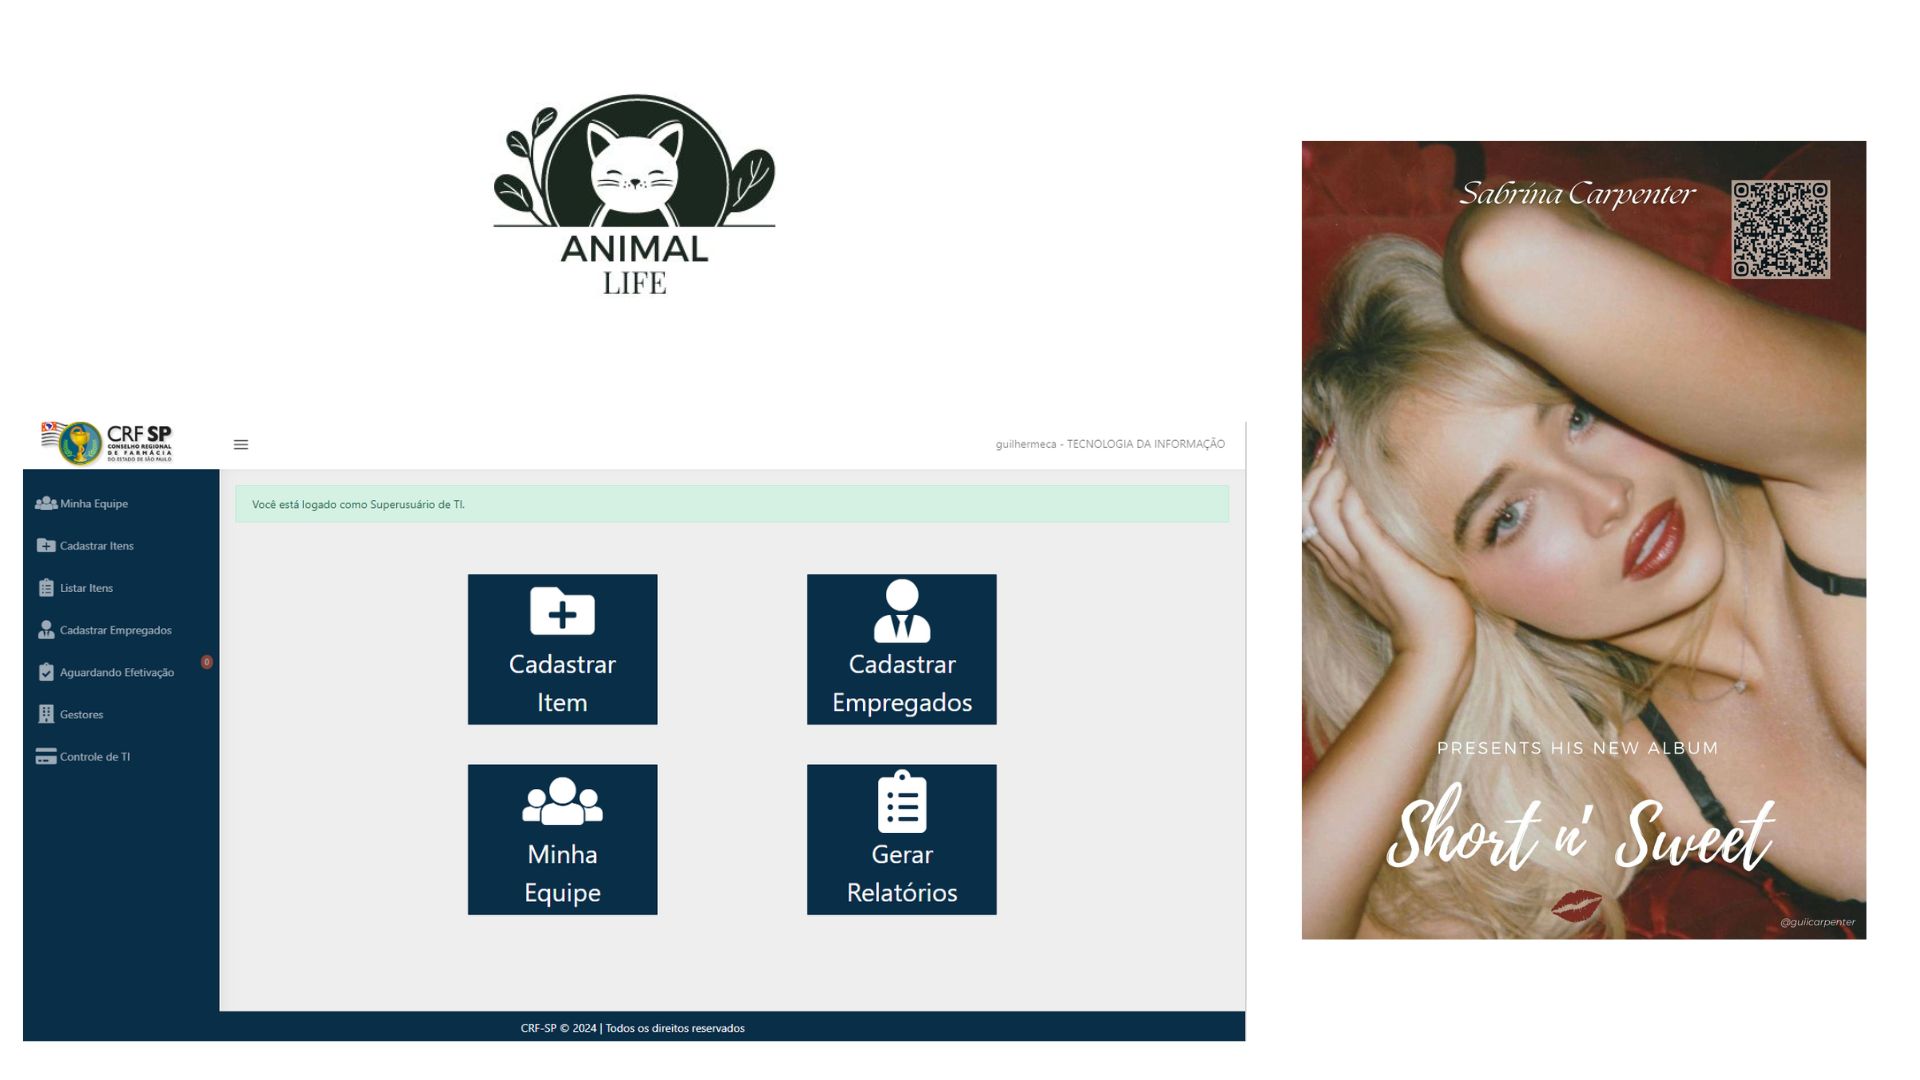 ANIMAL
LIFE
CRF SP
CONSELHO REGIONAL
DE FARMÁCIA
DO ESTADO DE SÃO PAULO
guilhermeca - TECNOLOGIA DA INFORMAÇÃO
Minha Equipe
Cadastrar Itens
Listar Itens
Cadastrar Empregados
Aguardando Efetivação
0
Gestores
Controle de TI
Você está logado como Superusuário de TI.
Cadastrar
Item
Cadastrar
Empregados
Minha
Equipe
Gerar
Relatórios
CRF-SP © 2024 | Todos os direitos reservados
Sabrina Carpenter
PRESENTS HIS NEW ALBUM
Short n' Sweet
@guiicarpenter